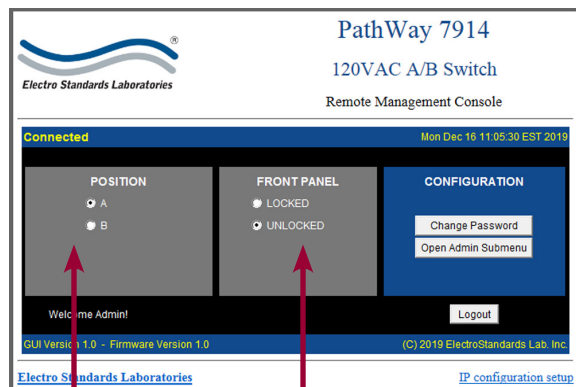 PathWay 7914
®
120VAC A/B Switch
Electro Standards Laboratories
Remote Management Console
Connected
Mon Dec 16 11:05:30 EST 2019
POSITION
A
B
FRONT PANEL
LOCKED
UNLOCKED
CONFIGURATION
Change Password
Open Admin Submenu
Welcome Admin!
Logout
GUI Version 1.0 - Firmware Version 1.0
(C) 2019 ElectroStandards Lab. Inc.
Electro Standards Laboratories
IP configuration setup